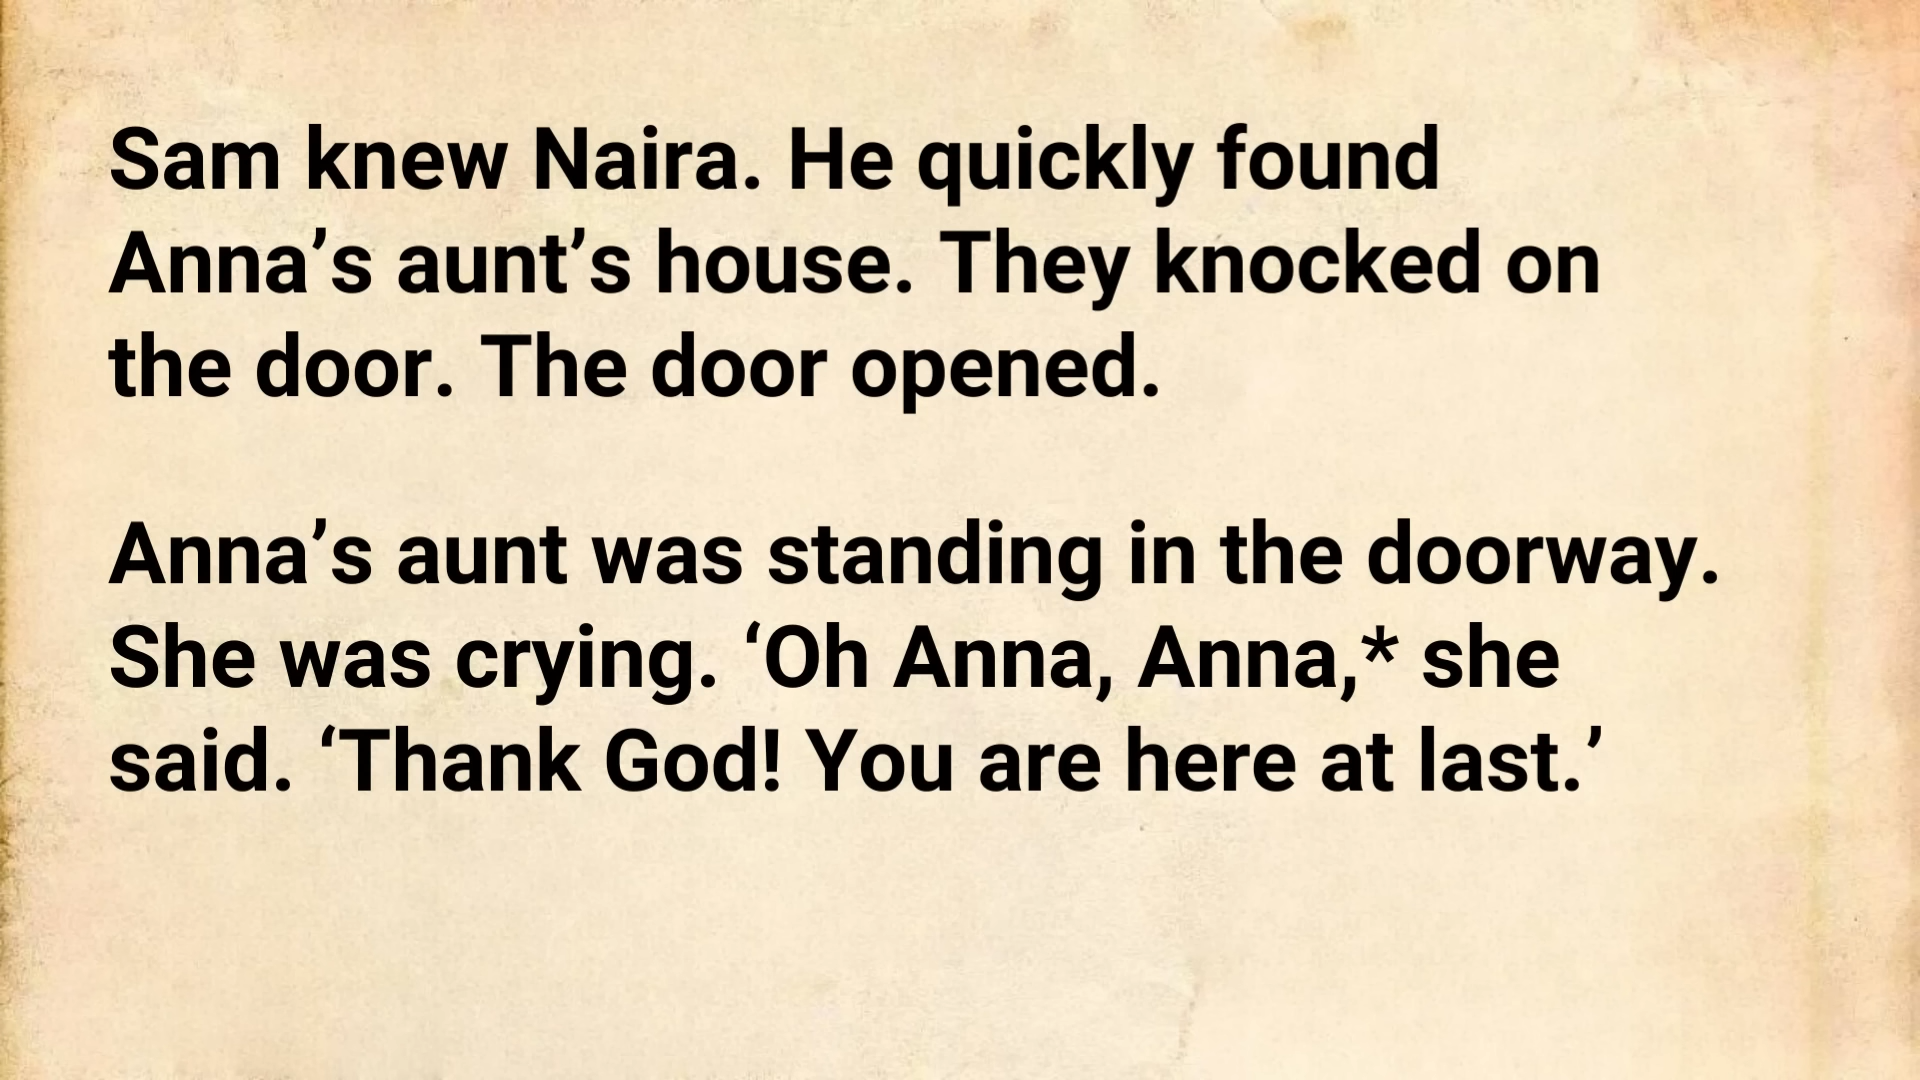 Sam knew Naira. He quickly found
Anna’s aunt’s house. They knocked on
the door. The door opened.
Anna’s aunt was standing in the doorway.
She was crying. ‘Oh Anna, Anna,* she
said. ‘Thank God! You are here at last.’